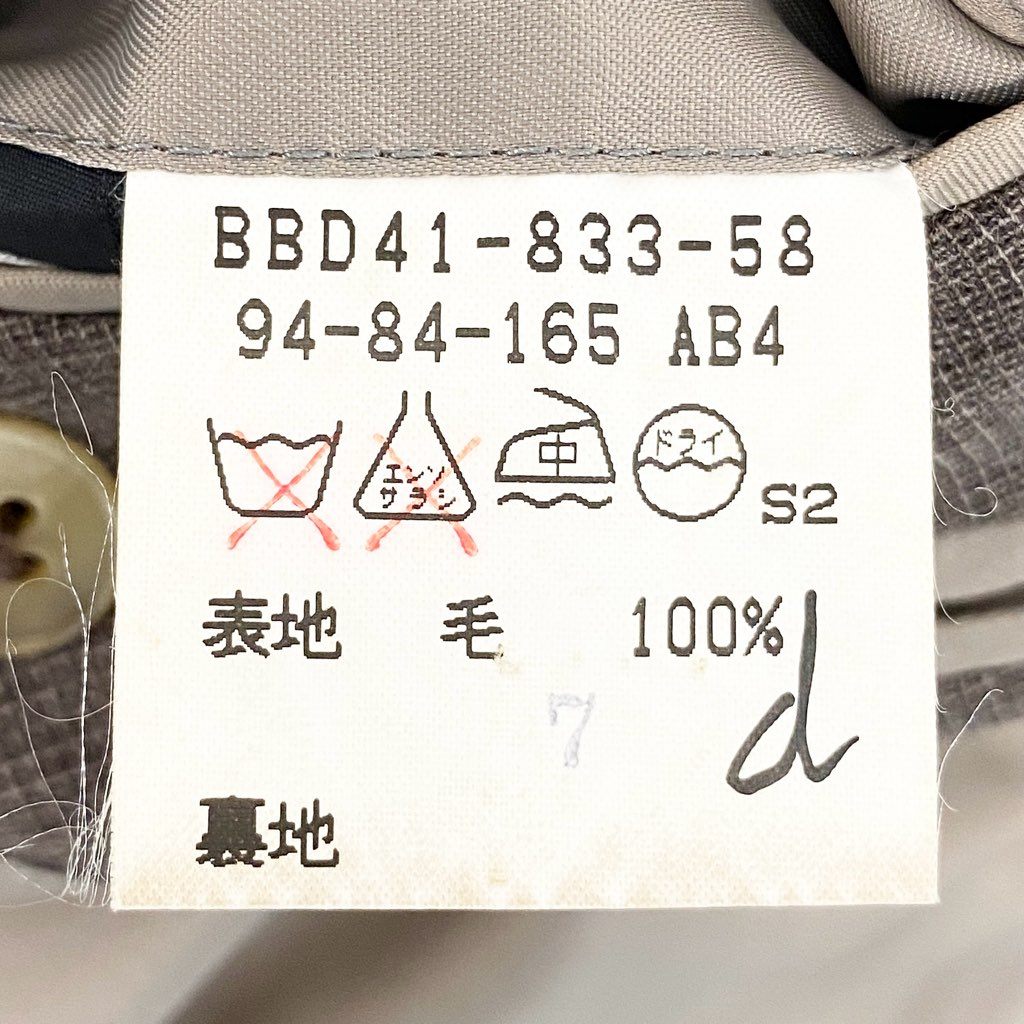 BBD41-833-58
94-84-165 AB4
エンソ
サラシ
中
ドライ
S2
表地 毛 100%
d
7
裏地